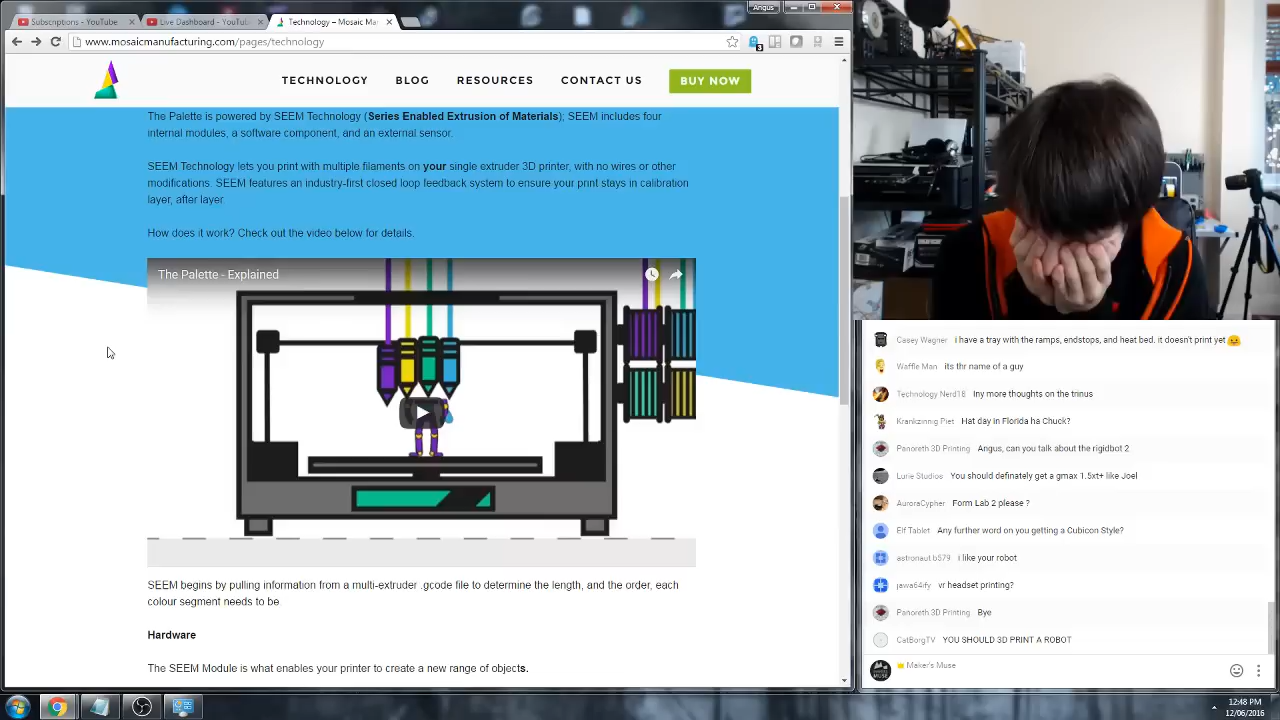 Subscriptions - YouTube
Live Dashboard - YouTube
Technology – Mosaic Ma
Angus
www.mosaicmanufacturing.com/pages/technology
3
TECHNOLOGY BLOG RESOURCES CONTACT US BUY NOW
The Palette is powered by SEEM Technology (Series Enabled Extrusion of Materials); SEEM includes four
internal modules, a software component, and an external sensor.
SEEM Technology lets you print with multiple filaments on your single extruder 3D printer, with no wires or other
SEEM features an industry first closed loop feedback system to ensure your print stays in calibration
layer, after layer.
How does it work? Check out the video below for details.
The Palette - Explained
SEEM begins by pulling information from a multi-extruder .gcode file to determine the length, and the order, each
colour segment needs to be.
Hardware
The SEEM Module is what enables your printer to create a new range of objects.
Casey Wagner i have a tray with the ramps, endstops and heat bed. it doesn't print yet
Waffle Man its thr name of a guy
Technology Nerd18 Iny more thoughts on the trinus
Krankzinnig Piet Hat day in Florida ha Chuck?
Panoreth 3D Printing Angus, can you talk about the rigidbot 2
Lurie Studios You should definately get a gmax 1.5xt+ like Joel
AuroraCypher Form Lab 2 please ?
Elf Tablet Any further word on you getting a Cubicon Style?
astronaut b579 i like your robot
jawa64ify vr headset printing?
Panoreth 3D Printing Bye
CatBorgTV YOU SHOULD 3D PRINT A ROBOT
Maker's Muse
12:48 PM
12/06/2016